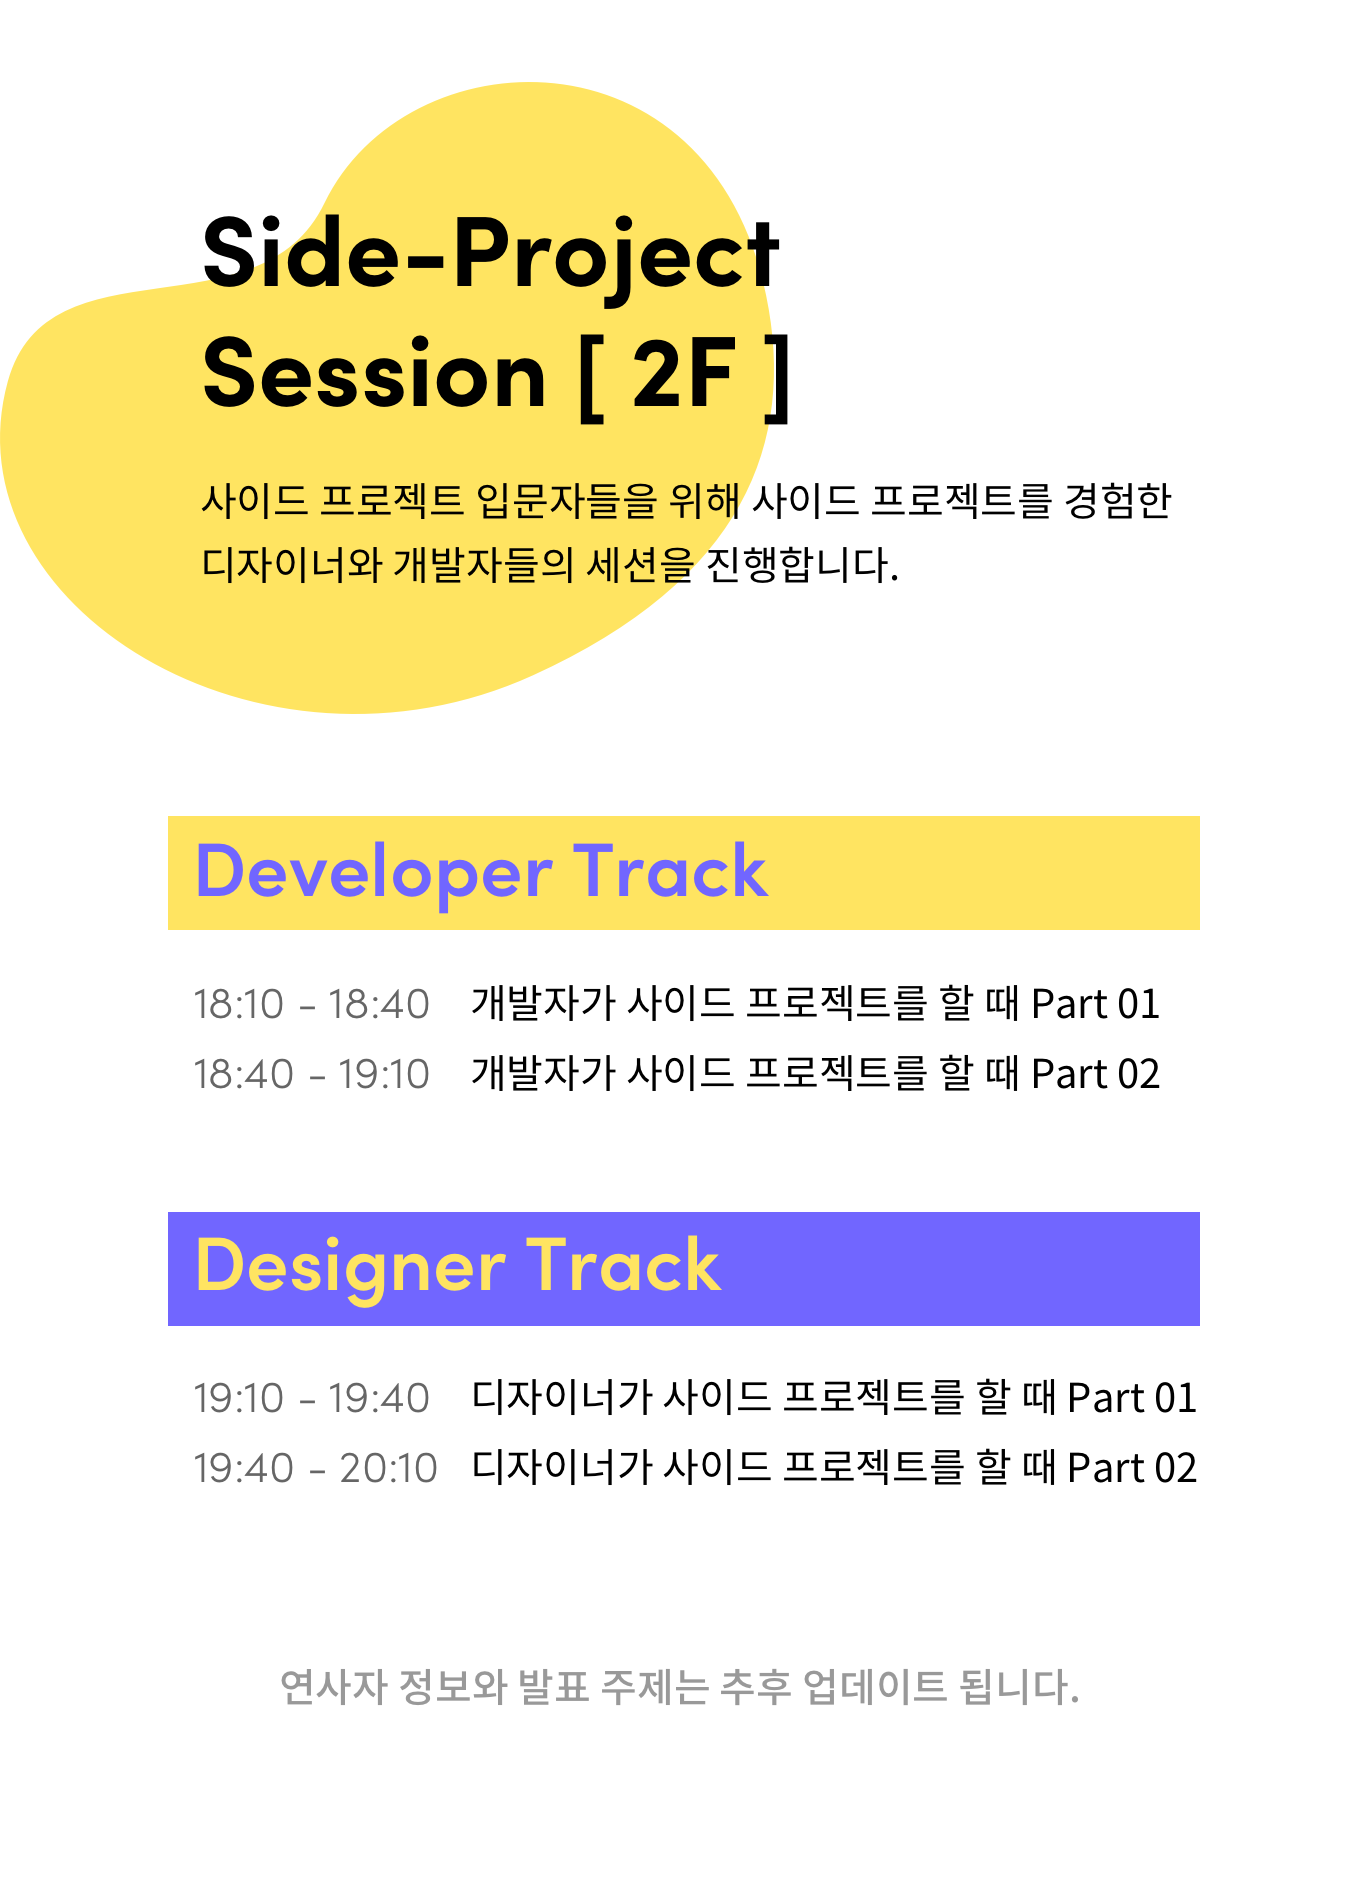 Side-Project
Session [ 2F ]
사이드 프로젝트 입문자들을 위해 사이드 프로젝트를 경험한
디자이너와 개발자들의 세션을 진행합니다.
Developer Track
18:10 - 18:40 개발자가 사이드 프로젝트를 할 때 Part 01
18:40 - 19:10 개발자가 사이드 프로젝트를 할 때 Part 02
Designer Track
19:10 - 19:40 디자이너가 사이드 프로젝트를 할 때 Part 01
19:40 - 20:10 디자이너가 사이드 프로젝트를 할 때 Part 02
연사자 정보와 발표 주제는 추후 업데이트 됩니다.